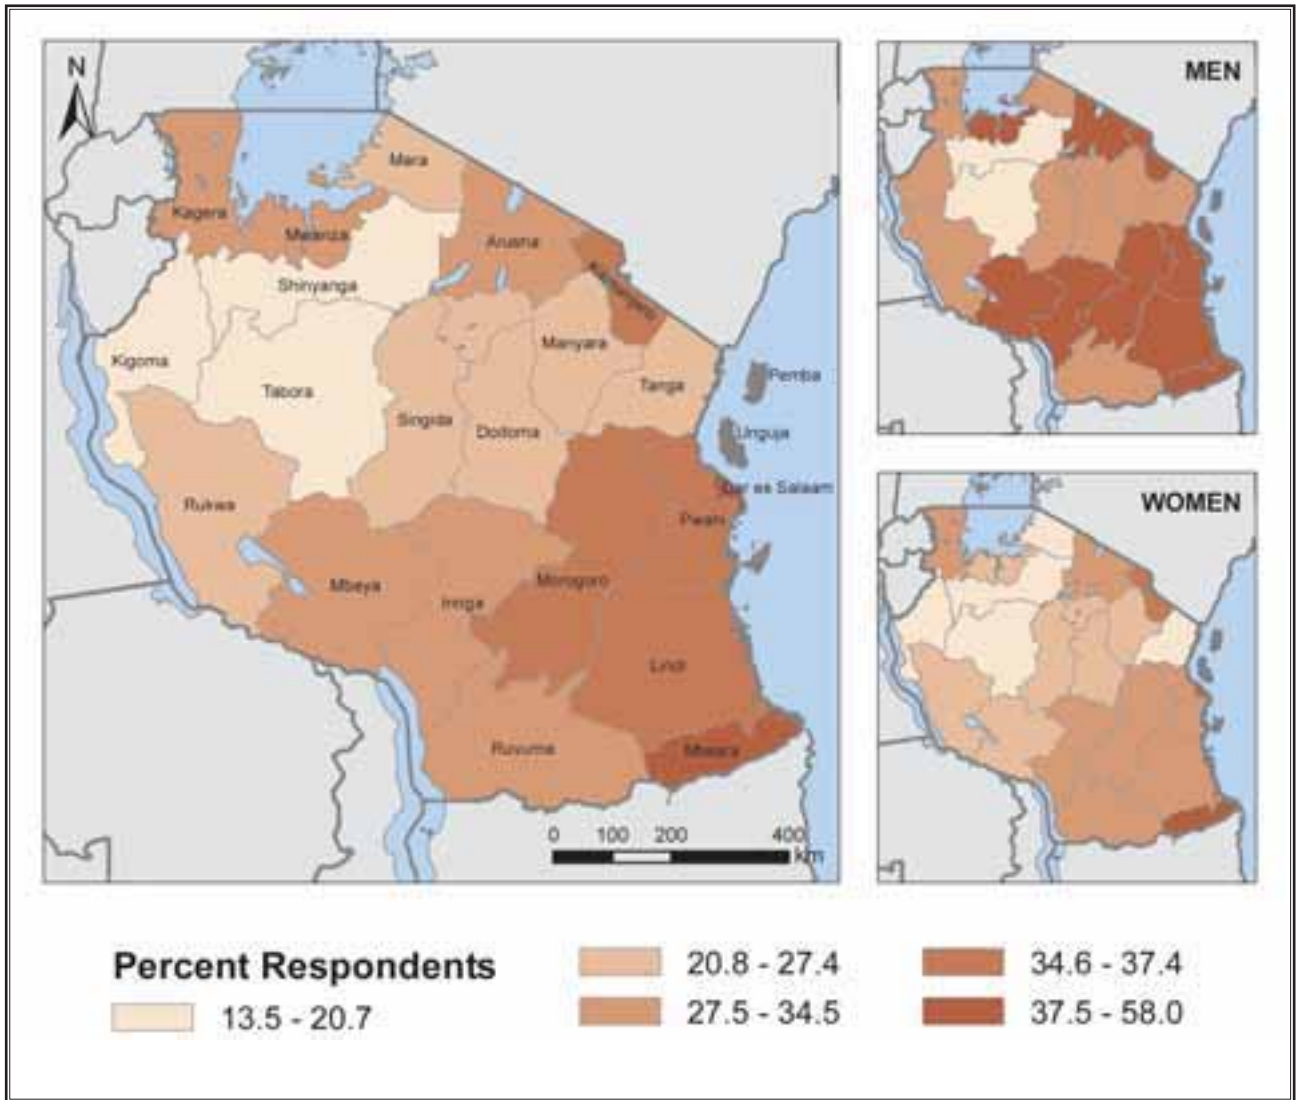 N
MEN
Mara
Kagera
Mwanza
Arusha
Shinyanga
Kigoma
Manyara
Tabora
Tanga
Pemba
Singida
Dodoma
Unguja
Dar es Salaam
WOMEN
Rukwa
Pwani
Mbeya
Morogoro
Iringa
Lindi
Ruvuma
Mtwara
0 100 200 400
km
Percent Respondents
13.5 - 20.7
20.8 - 27.4
27.5 - 34.5
34.6 - 37.4
37.5 - 58.0